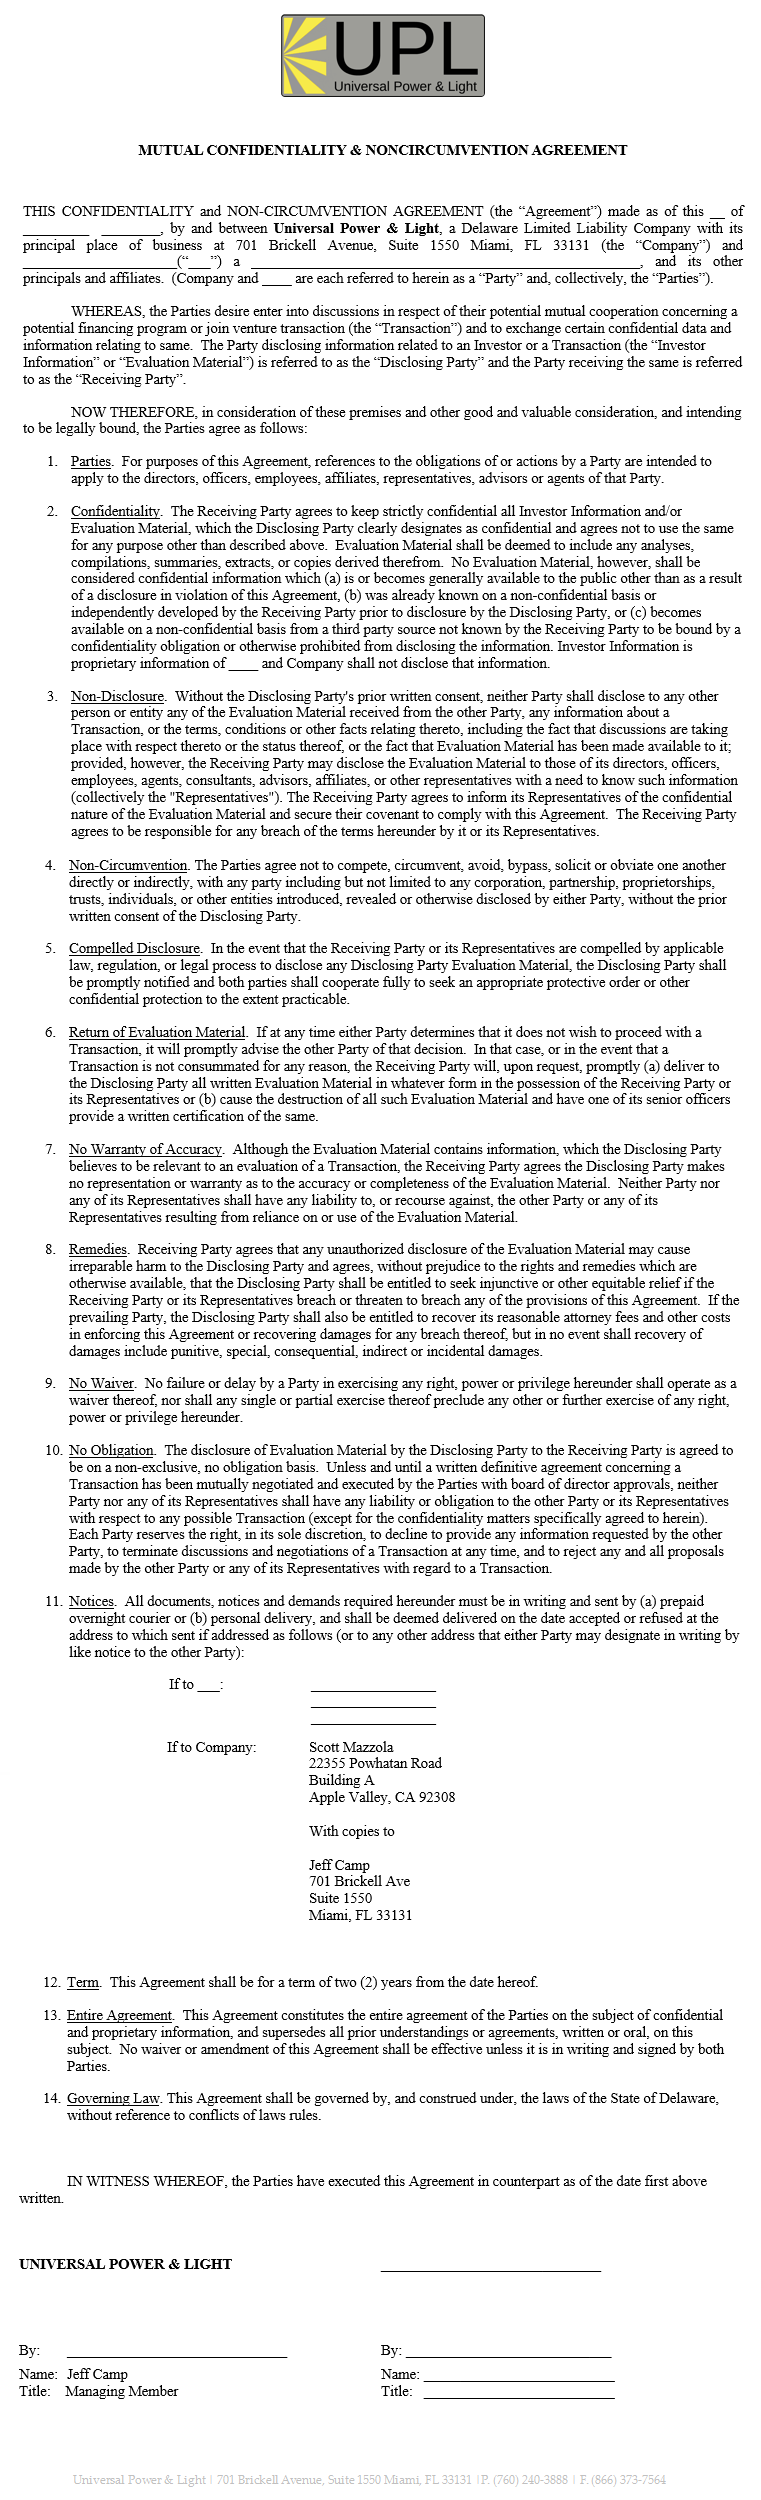 UPL
Universal Power & Light
MUTUAL CONFIDENTIALITY & NONCIRCUMVENTION AGREEMENT
THIS CONFIDENTIALITY and NON-CIRCUMVENTION AGREEMENT (the “Agreement”) made as of this __ of
_________ ________, by and between Universal Power & Light, a Delaware Limited Liability Company with its
principal place of business at 701 Brickell Avenue, Suite 1550 Miami, FL 33131 (the “Company”) and
_____________________(“___”) a _____________________________________________________, and its other
principals and affiliates. (Company and ____ are each referred to herein as a “Party” and, collectively, the “Parties”).
WHEREAS, the Parties desire enter into discussions in respect of their potential mutual cooperation concerning a
potential financing program or join venture transaction (the “Transaction”) and to exchange certain confidential data and
information relating to same. The Party disclosing information related to an Investor or a Transaction (the “Investor
Information” or “Evaluation Material”) is referred to as the “Disclosing Party” and the Party receiving the same is referred
to as the “Receiving Party”.
NOW THEREFORE, in consideration of these premises and other good and valuable consideration, and intending
to be legally bound, the Parties agree as follows:
1. Parties. For purposes of this Agreement, references to the obligations of or actions by a Party are intended to
apply to the directors, officers, employees, affiliates, representatives, advisors or agents of that Party.
2. Confidentiality. The Receiving Party agrees to keep strictly confidential all Investor Information and/or
Evaluation Material, which the Disclosing Party clearly designates as confidential and agrees not to use the same
for any purpose other than described above. Evaluation Material shall be deemed to include any analyses,
compilations, summaries, extracts, or copies derived therefrom. No Evaluation Material, however, shall be
considered confidential information which (a) is or becomes generally available to the public other than as a result
of a disclosure in violation of this Agreement, (b) was already known on a non-confidential basis or
independently developed by the Receiving Party prior to disclosure by the Disclosing Party, or (c) becomes
available on a non-confidential basis from a third party source not known by the Receiving Party to be bound by a
confidentiality obligation or otherwise prohibited from disclosing the information. Investor Information is
proprietary information of ____ and Company shall not disclose that information.
3. Non-Disclosure. Without the Disclosing Party's prior written consent, neither Party shall disclose to any other
person or entity any of the Evaluation Material received from the other Party, any information about a
Transaction, or the terms, conditions or other facts relating thereto, including the fact that discussions are taking
place with respect thereto or the status thereof, or the fact that Evaluation Material has been made available to it;
provided, however, the Receiving Party may disclose the Evaluation Material to those of its directors, officers,
employees, agents, consultants, advisors, affiliates, or other representatives with a need to know such information
(collectively the "Representatives"). The Receiving Party agrees to inform its Representatives of the confidential
nature of the Evaluation Material and secure their covenant to comply with this Agreement. The Receiving Party
agrees to be responsible for any breach of the terms hereunder by it or its Representatives.
4. Non-Circumvention. The Parties agree not to compete, circumvent, avoid, bypass, solicit or obviate one another
directly or indirectly, with any party including but not limited to any corporation, partnership, proprietorships,
trusts, individuals, or other entities introduced, revealed or otherwise disclosed by either Party, without the prior
written consent of the Disclosing Party.
5. Compelled Disclosure. In the event that the Receiving Party or its Representatives are compelled by applicable
law, regulation, or legal process to disclose any Disclosing Party Evaluation Material, the Disclosing Party shall
be promptly notified and both parties shall cooperate fully to seek an appropriate protective order or other
confidential protection to the extent practicable.
6. Return of Evaluation Material. If at any time either Party determines that it does not wish to proceed with a
Transaction, it will promptly advise the other Party of that decision. In that case, or in the event that a
Transaction is not consummated for any reason, the Receiving Party will, upon request, promptly (a) deliver to
the Disclosing Party all written Evaluation Material in whatever form in the possession of the Receiving Party or
its Representatives or (b) cause the destruction of all such Evaluation Material and have one of its senior officers
provide a written certification of the same.
7. No Warranty of Accuracy. Although the Evaluation Material contains information, which the Disclosing Party
believes to be relevant to an evaluation of a Transaction, the Receiving Party agrees the Disclosing Party makes
no representation or warranty as to the accuracy or completeness of the Evaluation Material. Neither Party nor
any of its Representatives shall have any liability to, or recourse against, the other Party or any of its
Representatives resulting from reliance on or use of the Evaluation Material.
8. Remedies. Receiving Party agrees that any unauthorized disclosure of the Evaluation Material may cause
irreparable harm to the Disclosing Party and agrees, without prejudice to the rights and remedies which are
otherwise available, that the Disclosing Party shall be entitled to seek injunctive or other equitable relief if the
Receiving Party or its Representatives breach or threaten to breach any of the provisions of this Agreement. If the
prevailing Party, the Disclosing Party shall also be entitled to recover its reasonable attorney fees and other costs
in enforcing this Agreement or recovering damages for any breach thereof, but in no event shall recovery of
damages include punitive, special, consequential, indirect or incidental damages.
9. No Waiver. No failure or delay by a Party in exercising any right, power or privilege hereunder shall operate as a
waiver thereof, nor shall any single or partial exercise thereof preclude any other or further exercise of any right,
power or privilege hereunder.
10. No Obligation. The disclosure of Evaluation Material by the Disclosing Party to the Receiving Party is agreed to
be on a non-exclusive, no obligation basis. Unless and until a written definitive agreement concerning a
Transaction has been mutually negotiated and executed by the Parties with board of director approvals, neither
Party nor any of its Representatives shall have any liability or obligation to the other Party or its Representatives
with respect to any possible Transaction (except for the confidentiality matters specifically agreed to herein).
Each Party reserves the right, in its sole discretion, to decline to provide any information requested by the other
Party, to terminate discussions and negotiations of a Transaction at any time, and to reject any and all proposals
made by the other Party or any of its Representatives with regard to a Transaction.
11. Notices. All documents, notices and demands required hereunder must be in writing and sent by (a) prepaid
overnight courier or (b) personal delivery, and shall be deemed delivered on the date accepted or refused at the
address to which sent if addressed as follows (or to any other address that either Party may designate in writing by
like notice to the other Party):
If to ___: _________________
_________________
_________________
If to Company: Scott Mazzola
22355 Powhatan Road
Building A
Apple Valley, CA 92308
With copies to
Jeff Camp
701 Brickell Ave
Suite 1550
Miami, FL 33131
12. Term. This Agreement shall be for a term of two (2) years from the date hereof.
13. Entire Agreement. This Agreement constitutes the entire agreement of the Parties on the subject of confidential
and proprietary information, and supersedes all prior understandings or agreements, written or oral, on this
subject. No waiver or amendment of this Agreement shall be effective unless it is in writing and signed by both
Parties.
14. Governing Law. This Agreement shall be governed by, and construed under, the laws of the State of Delaware,
without reference to conflicts of laws rules.
IN WITNESS WHEREOF, the Parties have executed this Agreement in counterpart as of the date first above
written.
UNIVERSAL POWER & LIGHT ______________________________
By: ______________________________ By: ____________________________
Name: Jeff Camp Name: __________________________
Title: Managing Member Title: __________________________
Universal Power & Light | 701 Brickell Avenue, Suite 1550 Miami, FL 33131 | P. (760) 240-3888 | F. (866) 373-7564